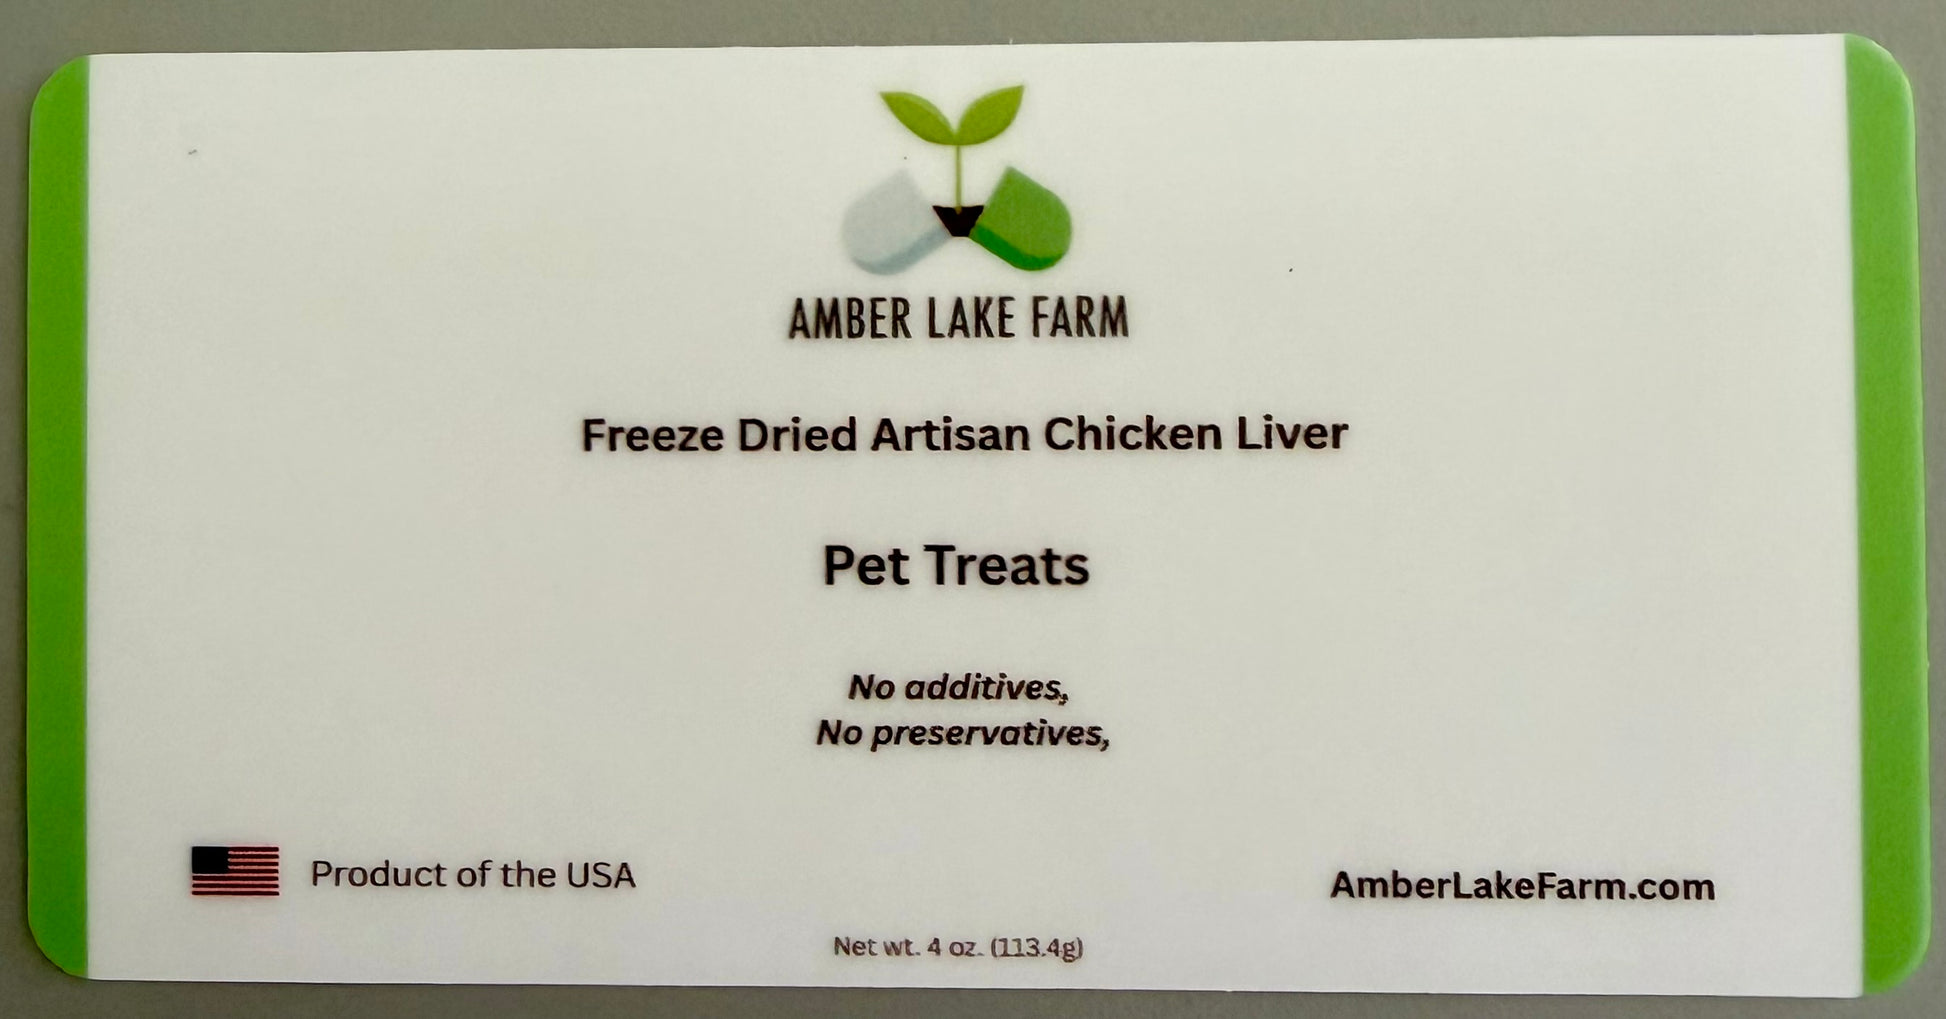 AMBER LAKE FARM
Freeze Dried Artisan Chicken Liver
Pet Treats
No additives,
No preservatives,
Product of the USA
AmberLakeFarm.com
Net wt. 4 oz. (113.4g)